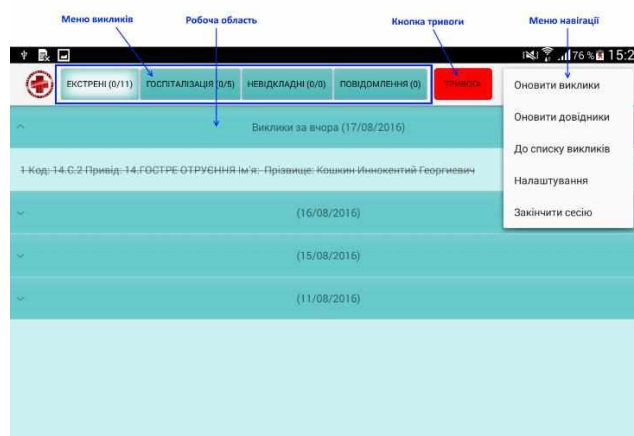 Меню викликів Робоча область Кнопка тривоги Меню навігації
76 % 15:2
ЕКСТРЕНІ (0/11) ГОСПІТАЛІЗАЦІЯ (0/5) НЕВІДКЛАДНІ (0/0) ПОВІДОМЛЕННЯ (0) ТРИВОГА
Оновити виклики
Оновити довідники
До списку викликів
Налаштування
Закінчити сесію
Виклики за вчора (17/08/2016)
1 Код: 14.С.2 Привід: 14.ГОСТРЕ ОТРУЄННЯ Ім'я: Прізвище: Кошкин Иннокентий Георгиевич
(16/08/2016)
(15/08/2016)
(11/08/2016)